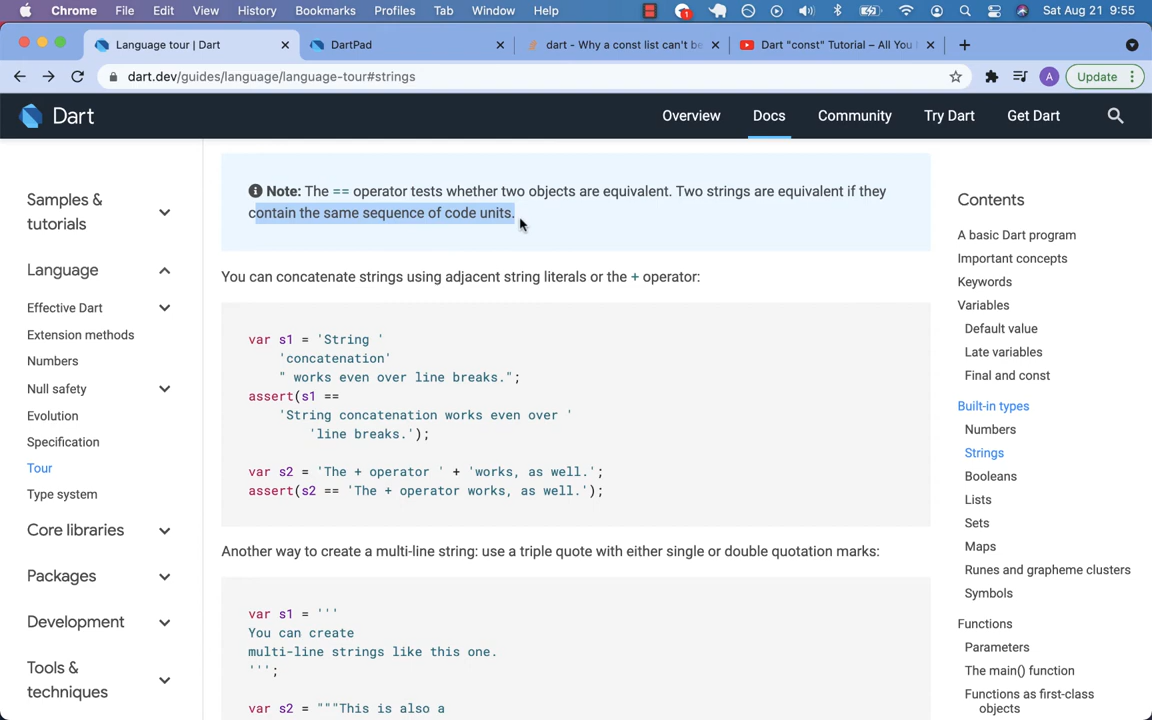 Chrome File Edit View History Bookmarks Profiles Tab Window Help Sat Aug 21 9:55
Language tour | Dart
DartPad
dart - Why a const list can't be
Dart "const" Tutorial – All You
dart.dev/guides/language/language-tour#strings
A
Update
Dart
Overview Docs Community Try Dart Get Dart
Samples &
tutorials
Language
Effective Dart
Extension methods
Numbers
Null safety
Evolution
Specification
Tour
Type system
Core libraries
Packages
Development
Tools &
techniques
Note: The == operator tests whether two objects are equivalent. Two strings are equivalent if they
contain the same sequence of code units.
You can concatenate strings using adjacent string literals or the + operator:
var s1 = 'String '
'concatenation'
" works even over line breaks.";
assert(s1 ==
'String concatenation works even over '
'line breaks.');
var s2 = 'The + operator ' + 'works, as well.';
assert(s2 == 'The + operator works, as well.');
Another way to create a multi-line string: use a triple quote with either single or double quotation marks:
var s1 = '''
You can create
multi-line strings like this one.
''';
var s2 = """This is also a
Contents
A basic Dart program
Important concepts
Keywords
Variables
Default value
Late variables
Final and const
Built-in types
Numbers
Strings
Booleans
Lists
Sets
Maps
Runes and grapheme clusters
Symbols
Functions
Parameters
The main() function
Functions as first-class
objects